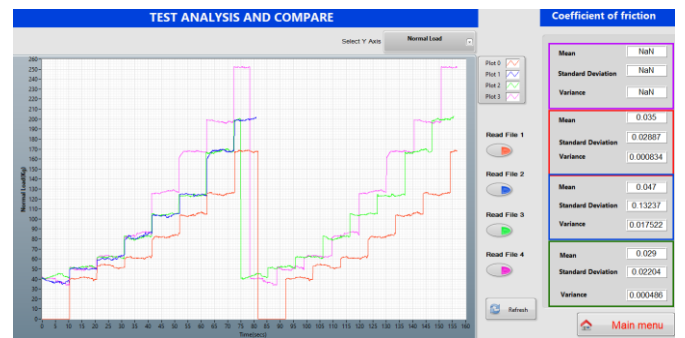 TEST ANALYSIS AND COMPARE
Coefficient of friction
Select Y Axis
Normal Load
Plot 0
Plot 1
Plot 2
Plot 3
Read File 1
Read File 2
Read File 3
Read File 4
Refresh
Normal Load(Kg)
260
250
240
230
220
210
200
190
180
170
160
150
140
130
120
110
100
90
80
70
60
50
40
30
20
10
0
0 5 10 15 20 25 30 35 40 45 50 55 60 65 70 75 80 85 90 95 100 105 110 115 120 125 130 135 140 145 150 155 160
Time(secs)
Mean NaN
Standard Deviation NaN
Variance NaN
Mean 0.035
Standard Deviation 0.02887
Variance 0.000834
Mean 0.047
Standard Deviation 0.13237
Variance 0.017522
Mean 0.029
Standard Deviation 0.02204
Variance 0.000486
Main menu